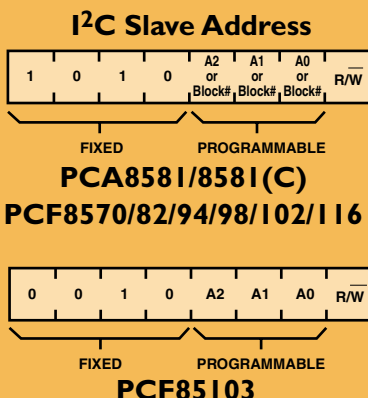 I²C Slave Address
1 0 1 0 A2 or Block# A1 or Block# A0 or Block# R/W̅
FIXED PROGRAMMABLE
PCA8581/8581(C)
PCF8570/82/94/98/102/116
0 0 1 0 A2 A1 A0 R/W̅
FIXED PROGRAMMABLE
PCF85103